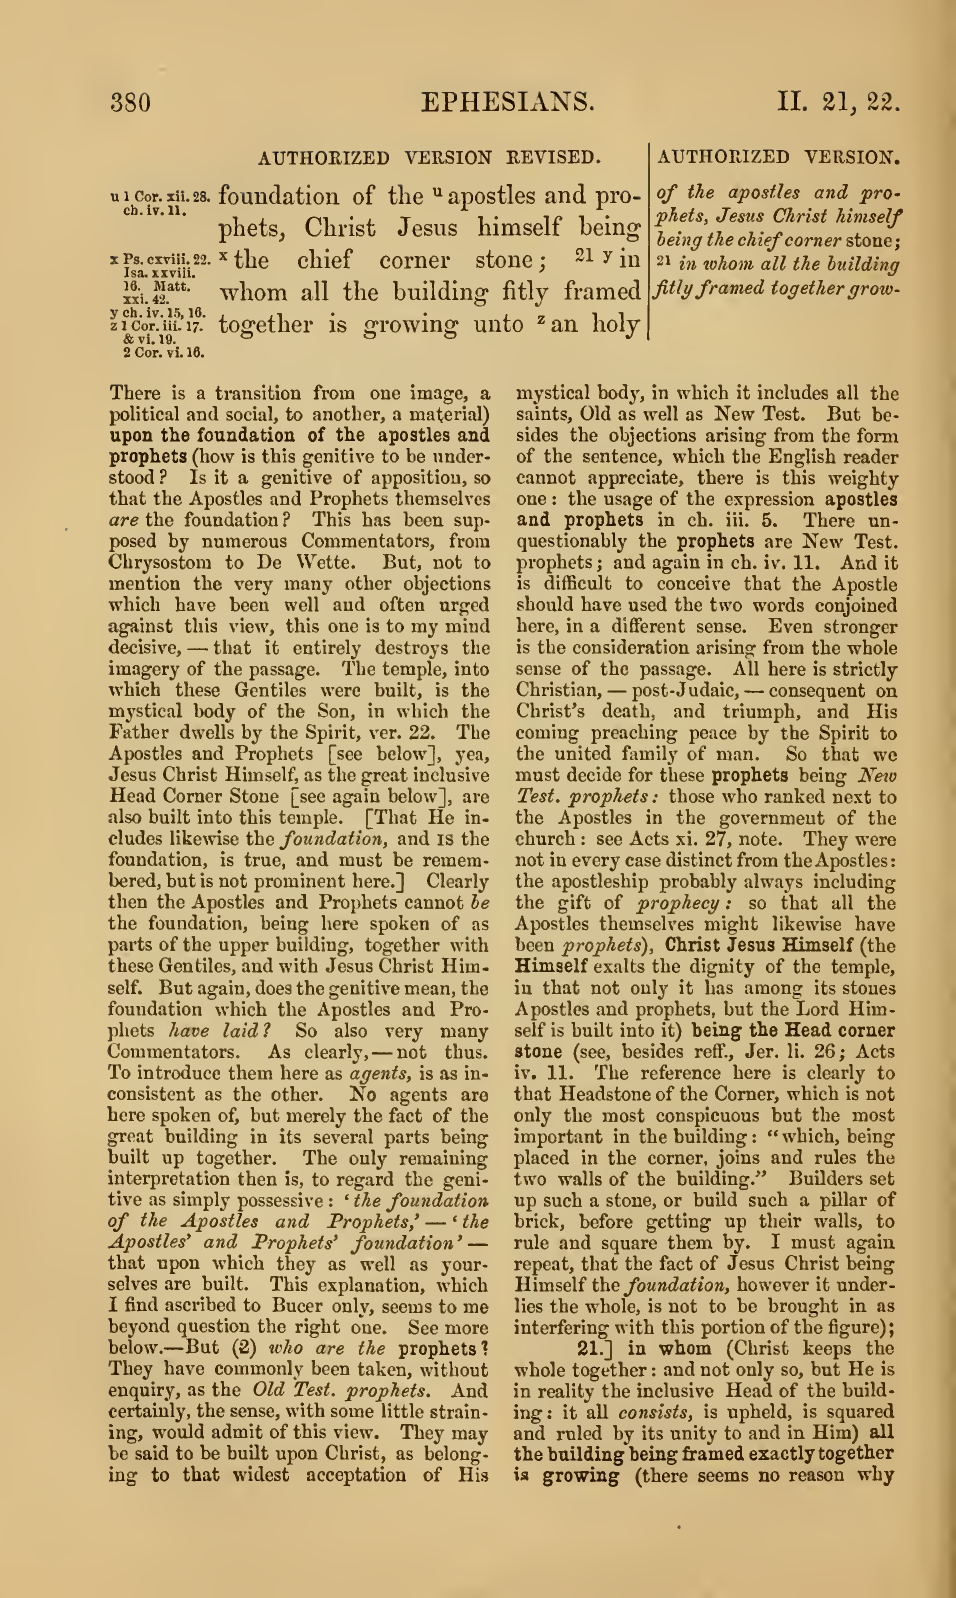 380 EPHESIANS. II. 21, 22.
AUTHORIZED VERSION REVISED.
u 1 Cor. xii. 28.
ch. iv. 11.
x Ps. cxviii. 22.
Isa. xxviii.
16. Matt.
xxi. 42.
y ch. iv. 15, 16.
z 1 Cor. iii. 17.
& vi. 19.
2 Cor. vi. 16.
foundation of the u apostles and pro-
phets, Christ Jesus himself being
x the chief corner stone; 21 y in
whom all the building fitly framed
together is growing unto z an holy
AUTHORIZED VERSION.
of the apostles and pro-
phets, Jesus Christ himself
being the chief corner stone;
21 in whom all the building
fitly framed together grow-
There is a transition from one image, a
political and social, to another, a material)
upon the foundation of the apostles and
prophets (how is this genitive to be under-
stood? Is it a genitive of apposition, so
that the Apostles and Prophets themselves
are the foundation? This has been sup-
posed by numerous Commentators, from
Chrysostom to De Wette. But, not to
mention the very many other objections
which have been well and often urged
against this view, this one is to my mind
decisive, — that it entirely destroys the
imagery of the passage. The temple, into
which these Gentiles were built, is the
mystical body of the Son, in which the
Father dwells by the Spirit, ver. 22. The
Apostles and Prophets [see below], yea,
Jesus Christ Himself, as the great inclusive
Head Corner Stone [see again below], are
also built into this temple. [That He in-
cludes likewise the foundation, and IS the
foundation, is true, and must be remem-
bered, but is not prominent here.] Clearly
then the Apostles and Prophets cannot be
the foundation, being here spoken of as
parts of the upper building, together with
these Gentiles, and with Jesus Christ Him-
self. But again, does the genitive mean, the
foundation which the Apostles and Pro-
phets have laid? So also very many
Commentators. As clearly, — not thus.
To introduce them here as agents, is as in-
consistent as the other. No agents are
here spoken of, but merely the fact of the
great building in its several parts being
built up together. The only remaining
interpretation then is, to regard the geni-
tive as simply possessive: ‘the foundation
of the Apostles and Prophets,’ — ‘the
Apostles’ and Prophets’ foundation’ —
that upon which they as well as your-
selves are built. This explanation, which
I find ascribed to Bucer only, seems to me
beyond question the right one. See more
below.—But (2) who are the prophets?
They have commonly been taken, without
enquiry, as the Old Test. prophets. And
certainly, the sense, with some little strain-
ing, would admit of this view. They may
be said to be built upon Christ, as belong-
ing to that widest acceptation of His
mystical body, in which it includes all the
saints, Old as well as New Test. But be-
sides the objections arising from the form
of the sentence, which the English reader
cannot appreciate, there is this weighty
one: the usage of the expression apostles
and prophets in ch. iii. 5. There un-
questionably the prophets are New Test.
prophets; and again in ch. iv. 11. And it
is difficult to conceive that the Apostle
should have used the two words conjoined
here, in a different sense. Even stronger
is the consideration arising from the whole
sense of the passage. All here is strictly
Christian, — post-Judaic, — consequent on
Christ's death, and triumph, and His
coming preaching peace by the Spirit to
the united family of man. So that we
must decide for these prophets being New
Test. prophets: those who ranked next to
the Apostles in the government of the
church: see Acts xi. 27, note. They were
not in every case distinct from the Apostles:
the apostleship probably always including
the gift of prophecy: so that all the
Apostles themselves might likewise have
been prophets), Christ Jesus Himself (the
Himself exalts the dignity of the temple,
in that not only it has among its stones
Apostles and prophets, but the Lord Him-
self is built into it) being the Head corner
stone (see, besides reff., Jer. li. 26; Acts
iv. 11. The reference here is clearly to
that Headstone of the Corner, which is not
only the most conspicuous but the most
important in the building: “which, being
placed in the corner, joins and rules the
two walls of the building.” Builders set
up such a stone, or build such a pillar of
brick, before getting up their walls, to
rule and square them by. I must again
repeat, that the fact of Jesus Christ being
Himself the foundation, however it under-
lies the whole, is not to be brought in as
interfering with this portion of the figure);
21.] in whom (Christ keeps the
whole together: and not only so, but He is
in reality the inclusive Head of the build-
ing: it all consists, is upheld, is squared
and ruled by its unity to and in Him) all
the building being framed exactly together
is growing (there seems no reason why